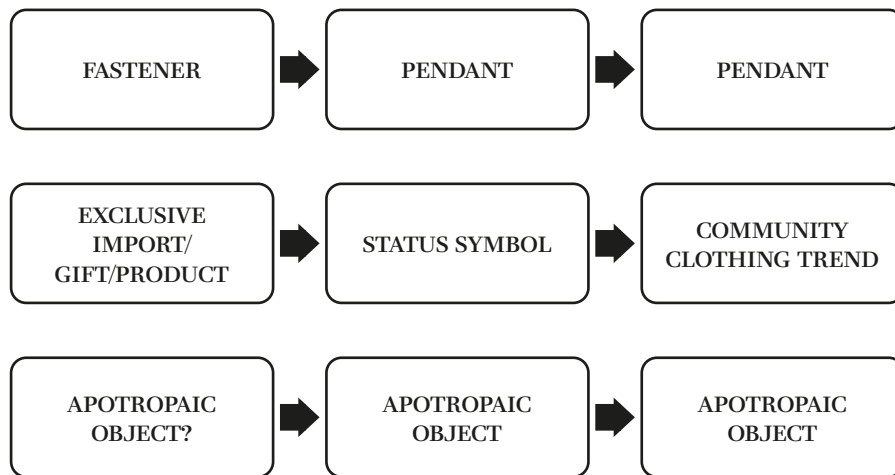 FASTENER
PENDANT
PENDANT
EXCLUSIVE
IMPORT/
GIFT/PRODUCT
STATUS SYMBOL
COMMUNITY
CLOTHING TREND
APOTROPAIC
OBJECT?
APOTROPAIC
OBJECT
APOTROPAIC
OBJECT